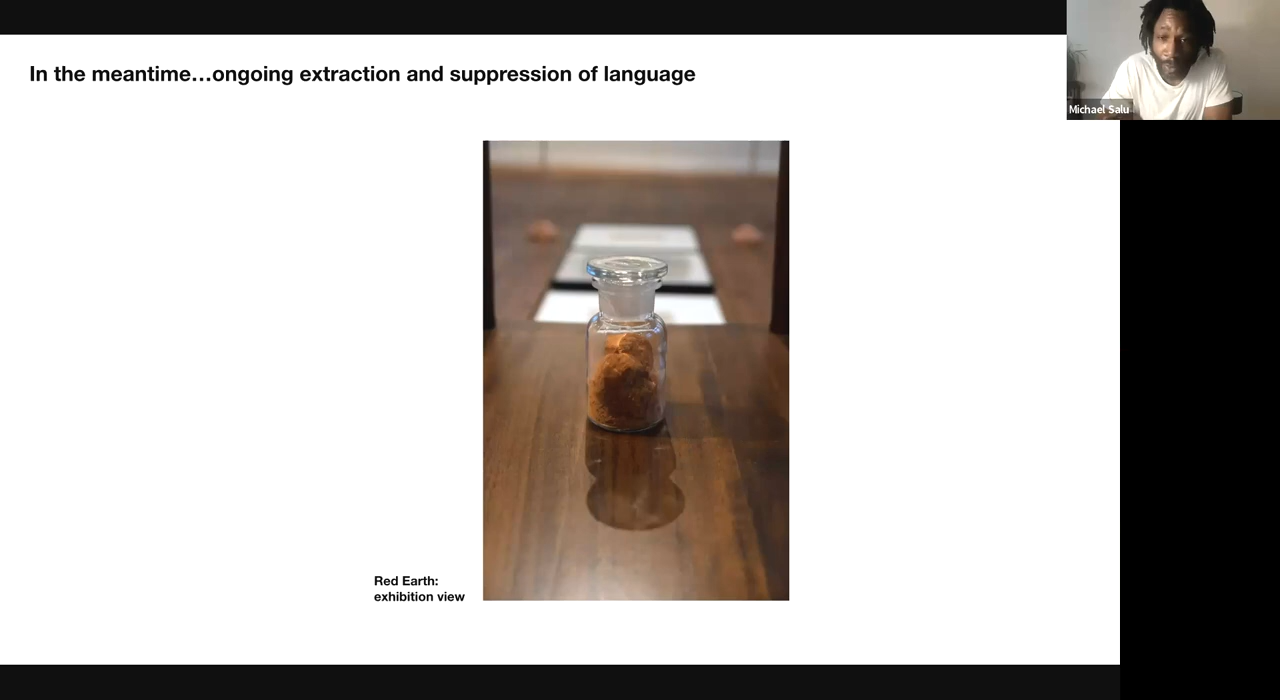 In the meantime…ongoing extraction and suppression of language
Michael Salu
Red Earth:
exhibition view